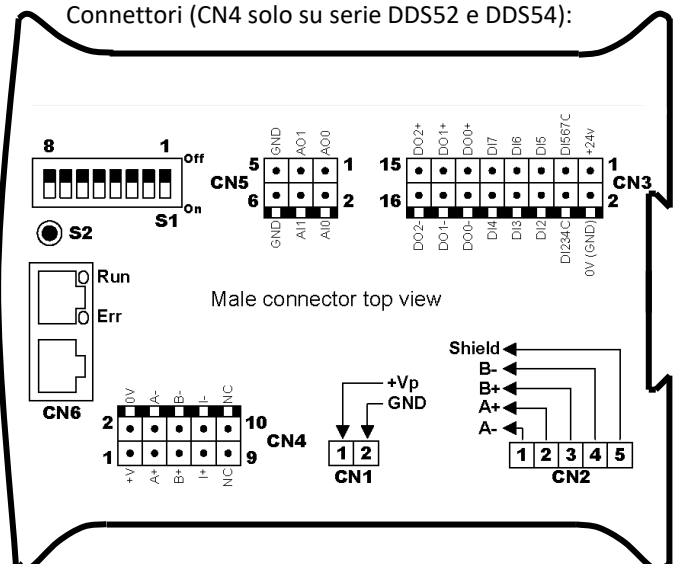 Connettori (CN4 solo su serie DDS52 e DDS54):
8 1
Off
On
S1
S2
GND AO1 AO0
5 1
CN5
6 2
GND AI1 AI0
DO2+ DO1+ DO0+ DI7 DI6 DI5 DI567C +24v
15 1
CN3
16 2
DO2- DO1- DO0- DI4 DI3 DI2 DI234C 0V (GND)
Run
Err
CN6
Male connector top view
0V A- B- I- NC
2 10
CN4
1 9
+V A+ B+ I+ NC
+Vp
GND
1 2
CN1
Shield
B-
B+
A+
A-
1 2 3 4 5
CN2